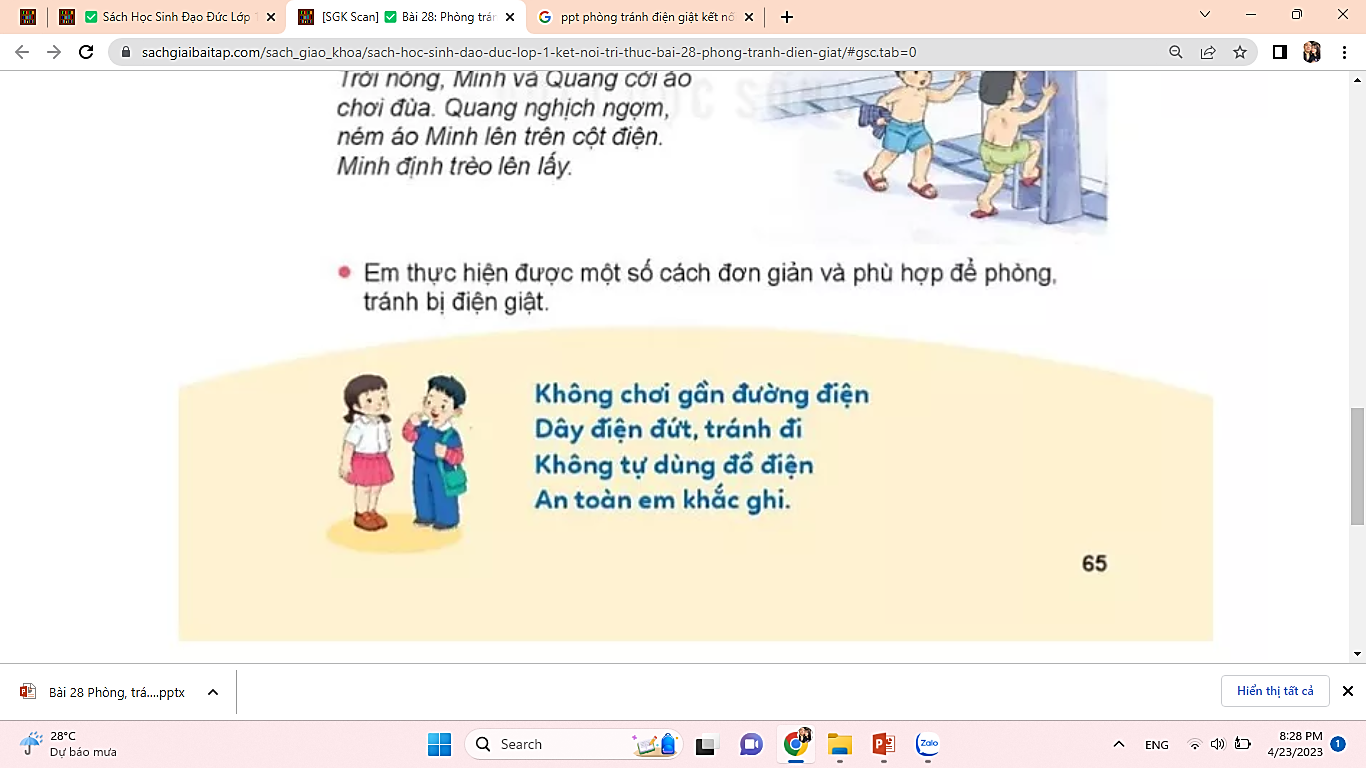 ✅ Sách Học Sinh Đạo Đức Lớp 1
[SGK Scan] ✅ Bài 28: Phòng trán
ppt phòng tránh điện giật kết nố
sachgiaibaitap.com/sach_giao_khoa/sach-hoc-sinh-dao-duc-lop-1-ket-noi-tri-thuc-bai-28-phong-tranh-dien-giat/#gsc.tab=0
Trời nóng, Minh và Quang cởi áo
chơi đùa. Quang nghịch ngợm,
ném áo Minh lên trên cột điện.
Minh định trèo lên lấy.
Em thực hiện được một số cách đơn giản và phù hợp để phòng,
tránh bị điện giật.
Không chơi gần đường điện
Dây điện đứt, tránh đi
Không tự dùng đồ điện
An toàn em khắc ghi.
65
Bài 28 Phòng, trá....pptx
Hiển thị tất cả
28°C
Dự báo mưa
Search
Zalo
ENG
8:28 PM
4/23/2023
1